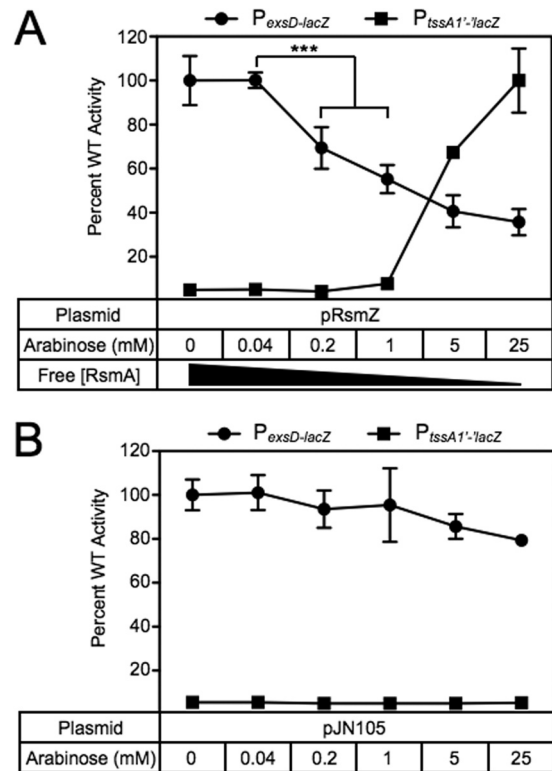 A
P_exsD-lacZ P_tssA1'-'lacZ
120
100
80
60
40
20
Percent WT Activity
***
Plasmid pRsmZ
Arabinose (mM) 0 0.04 0.2 1 5 25
Free [RsmA]
B
P_exsD-lacZ P_tssA1'-'lacZ
120
100
80
60
40
20
Percent WT Activity
Plasmid pJN105
Arabinose (mM) 0 0.04 0.2 1 5 25